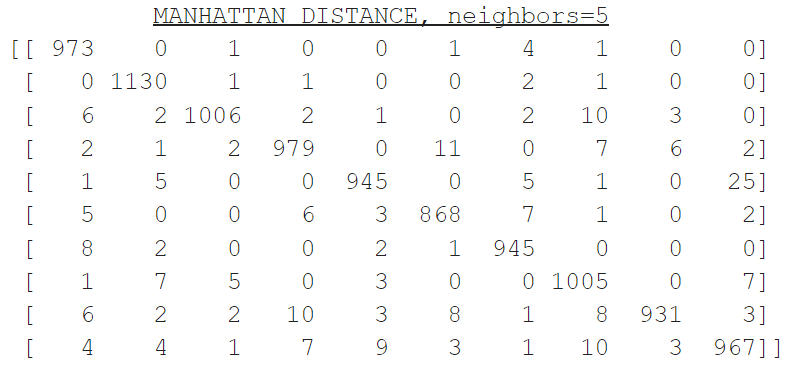 MANHATTAN DISTANCE, neighbors=5
[[ 973 0 1 0 0 1 4 1 0 0]
[ 0 1130 1 1 0 0 2 1 0 0]
[ 6 2 1006 2 1 0 2 10 3 0]
[ 2 1 2 979 0 11 0 7 6 2]
[ 1 5 0 0 945 0 5 1 0 25]
[ 5 0 0 6 3 868 7 1 0 2]
[ 8 2 0 0 2 1 945 0 0 0]
[ 1 7 5 0 3 0 0 1005 0 7]
[ 6 2 2 10 3 8 1 8 931 3]
[ 4 4 1 7 9 3 1 10 3 967]]